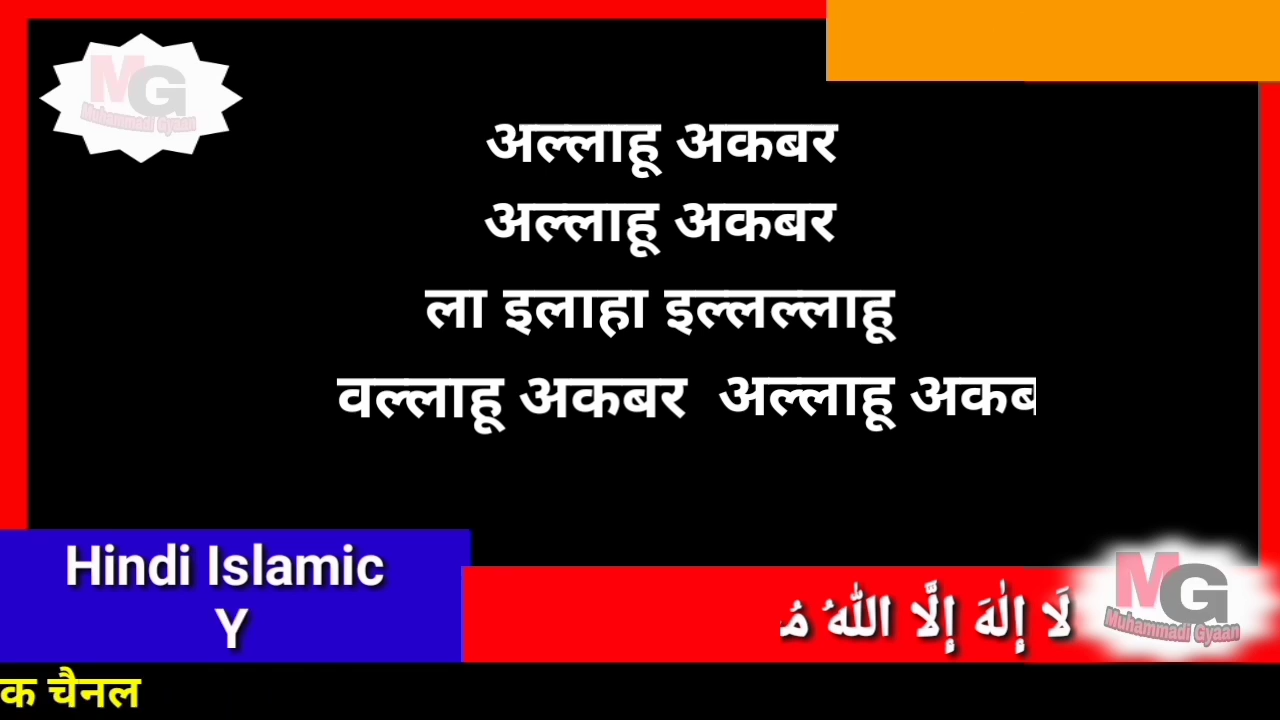 MG
Muhammadi Gyaan
अल्लाहू अकबर
अल्लाहू अकबर
ला इलाहा इल्लल्लाहू
वल्लाहू अकबर अल्लाहू अकब
Hindi Islamic
Y
لَا إِلٰهَ إِلَّا اللّٰهُ مُ
MG
Muhammadi Gyaan
क चैनल